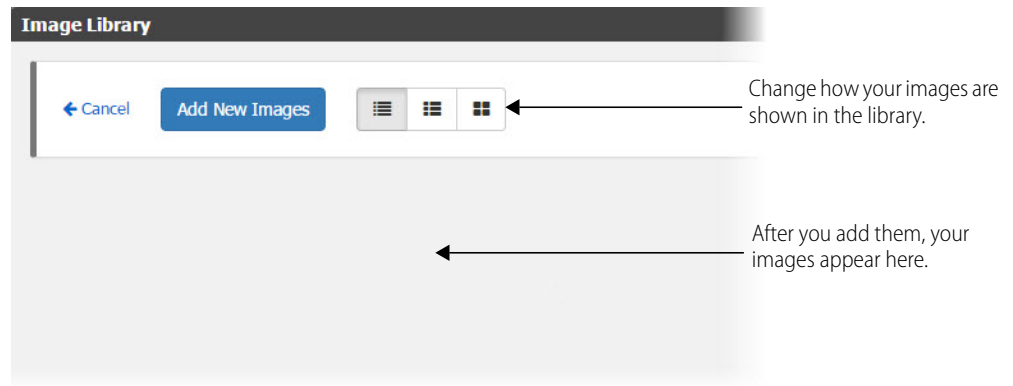 Image Library
Cancel
Add New Images
Change how your images are
shown in the library.
After you add them, your
images appear here.